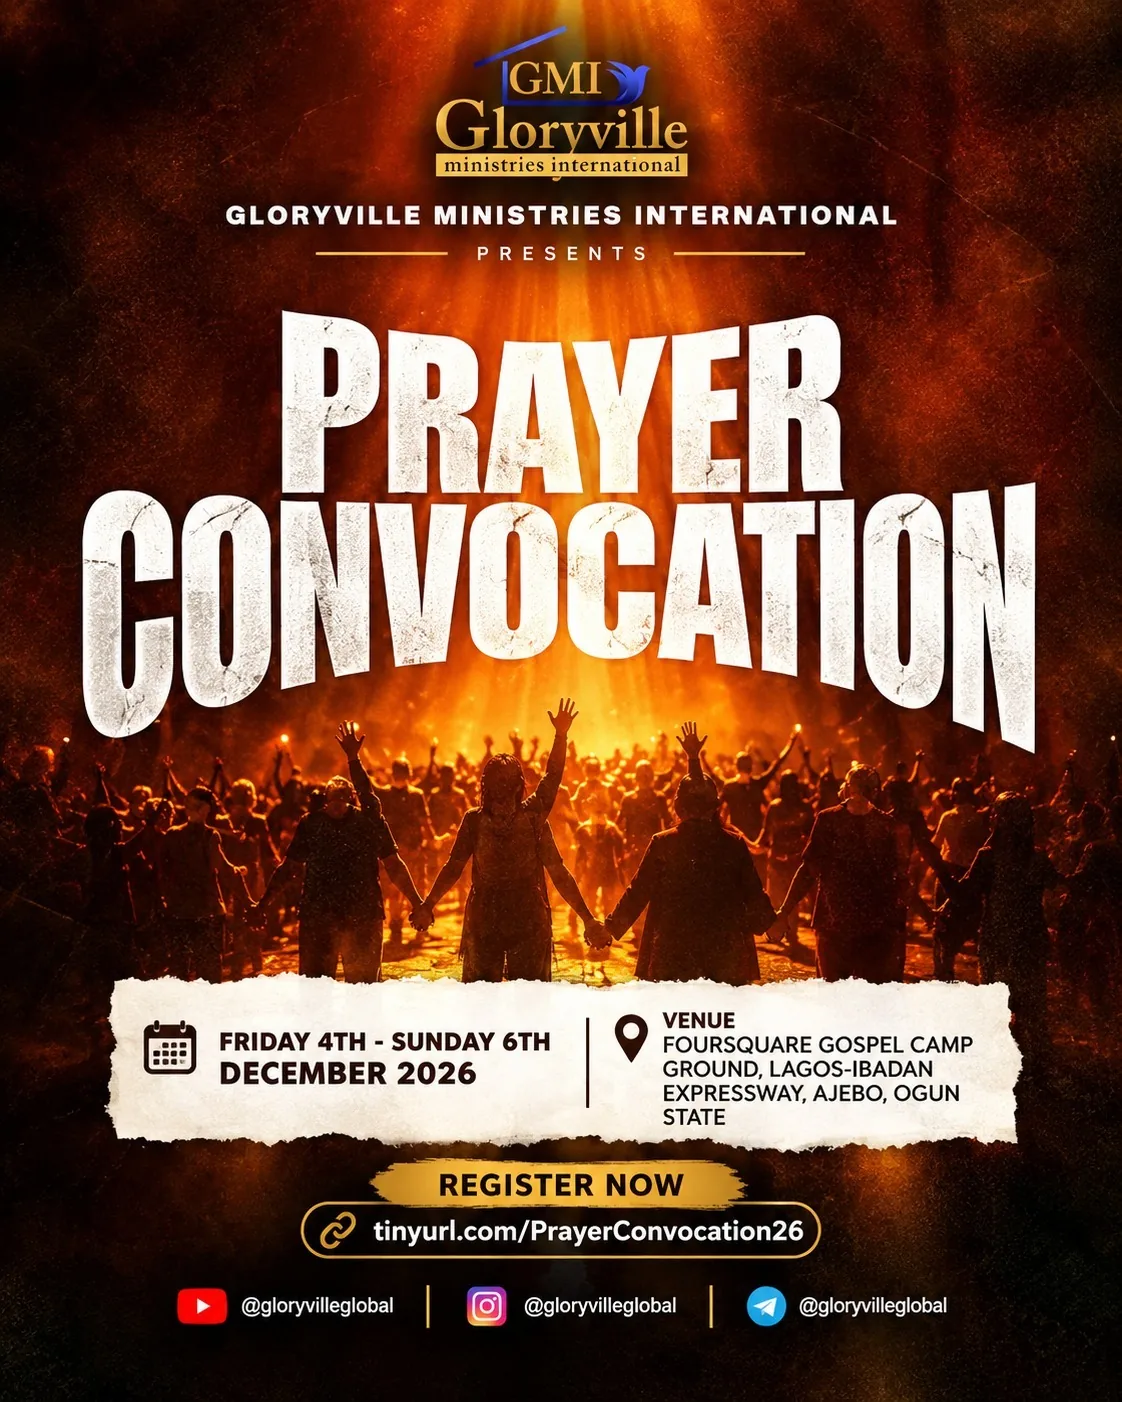 GMI
Gloryville
ministries international
GLORYVILLE MINISTRIES INTERNATIONAL
PRESENTS
PRAYER
CONVOCATION
FRIDAY 4TH - SUNDAY 6TH
DECEMBER 2026
VENUE
FOURSQUARE GOSPEL CAMP
GROUND, LAGOS-IBADAN
EXPRESSWAY, AJEBO, OGUN
STATE
REGISTER NOW
tinyurl.com/PrayerConvocation26
@gloryvilleglobal
@gloryvilleglobal
@gloryvilleglobal